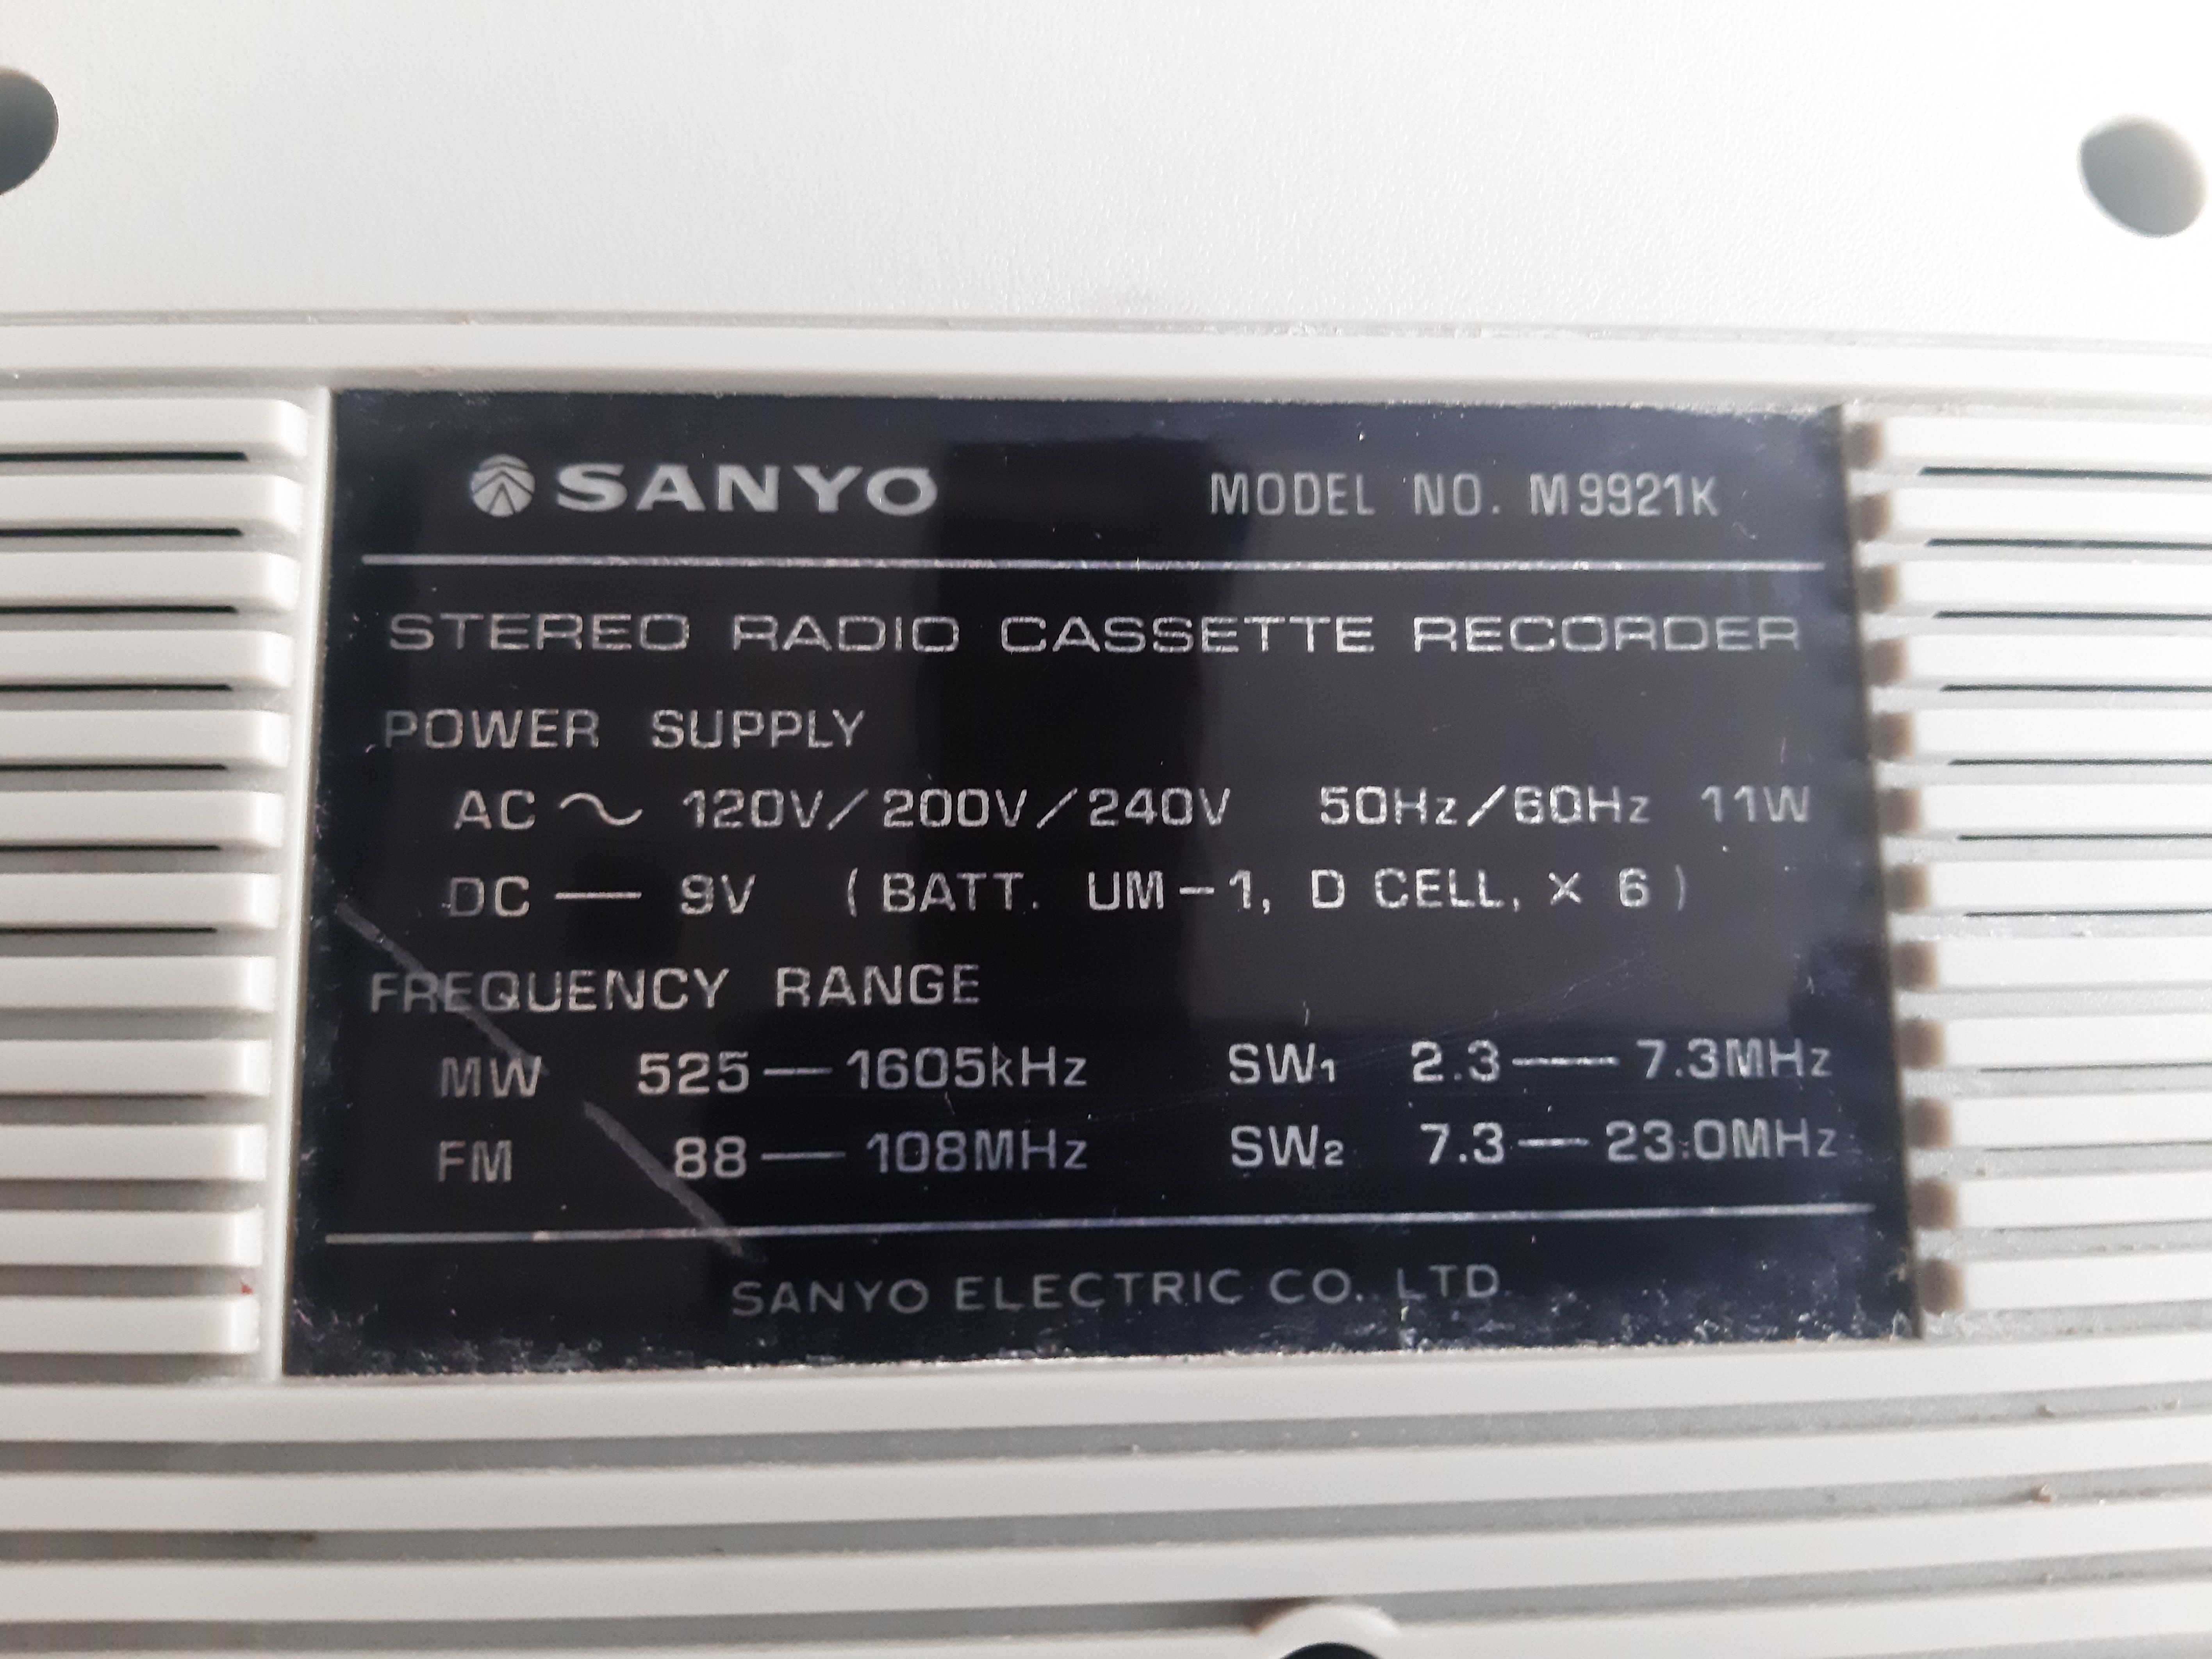 SANYO MODEL NO. M9921K
STEREO RADIO CASSETTE RECORDER
POWER SUPPLY
AC ~ 120V/200V/240V 50Hz/60Hz 11W
DC — 9V (BATT. UM-1, D CELL, × 6)
FREQUENCY RANGE
MW 525—1605kHz SW1 2.3—7.3MHz
FM 88—108MHz SW2 7.3—23.0MHz
SANYO ELECTRIC CO., LTD.